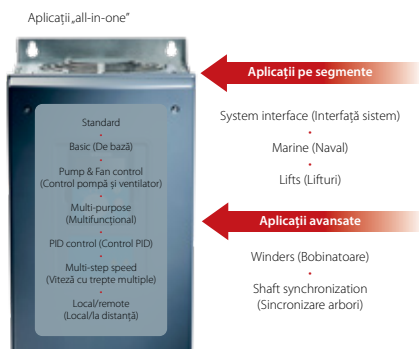 Aplicații „all-in-one”
Standard
Basic (De bază)
Pump & Fan control
(Control pompă și ventilator)
Multi-purpose
(Multifuncțional)
PID control (Control PID)
Multi-step speed
(Viteză cu trepte multiple)
Local/remote
(Local/la distanță)
Aplicații pe segmente
System interface (Interfață sistem)
Marine (Naval)
Lifts (Lifturi)
Aplicații avansate
Winders (Bobinatoare)
Shaft synchronization
(Sincronizare arbori)